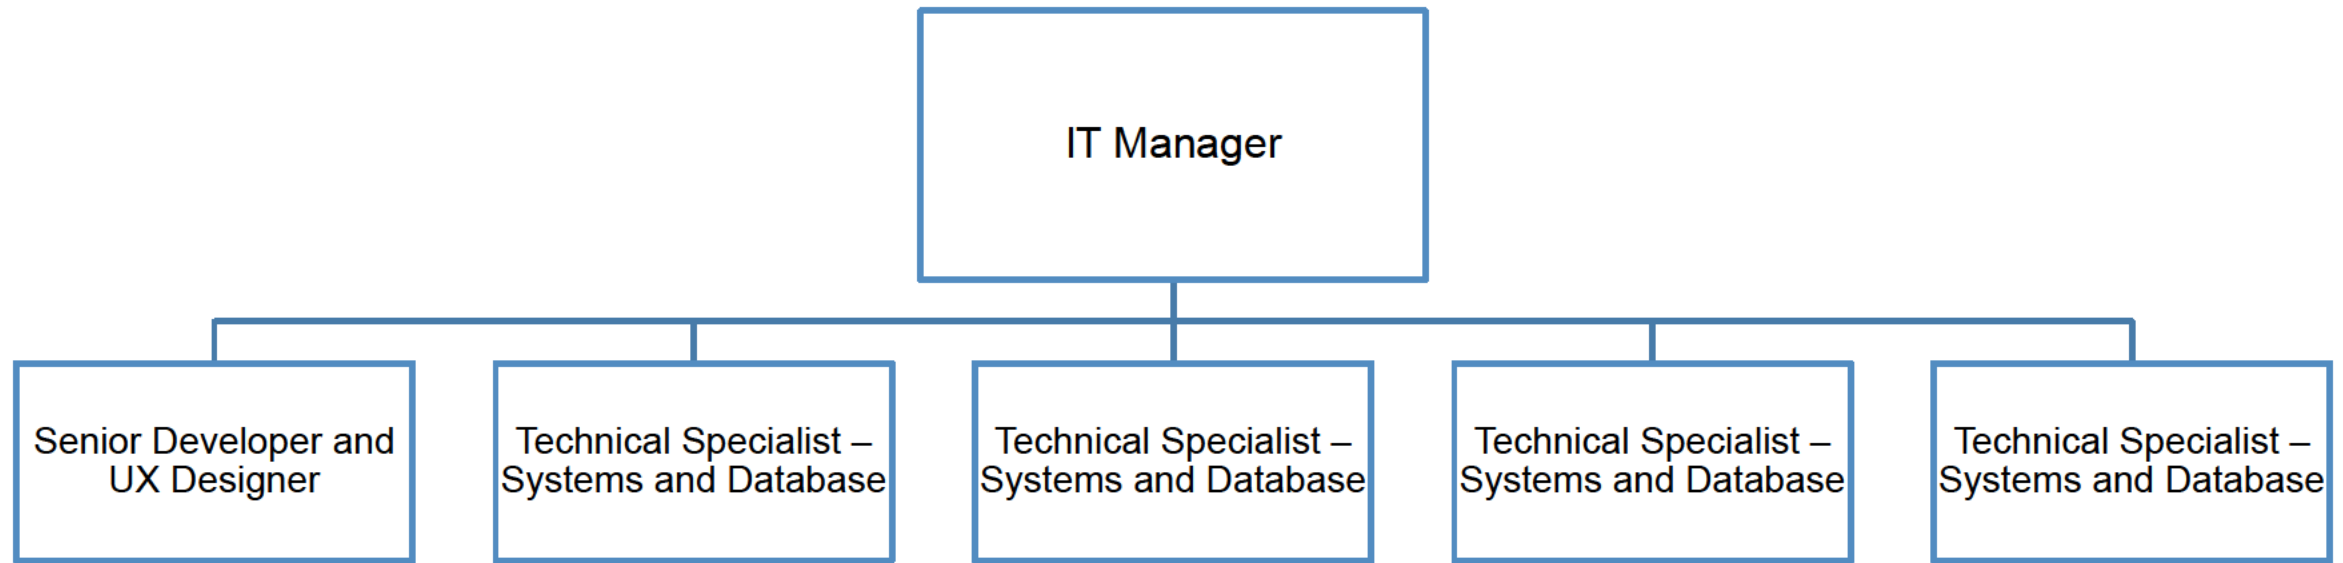 IT Manager
Senior Developer and
UX Designer
Technical Specialist –
Systems and Database
Technical Specialist –
Systems and Database
Technical Specialist –
Systems and Database
Technical Specialist –
Systems and Database